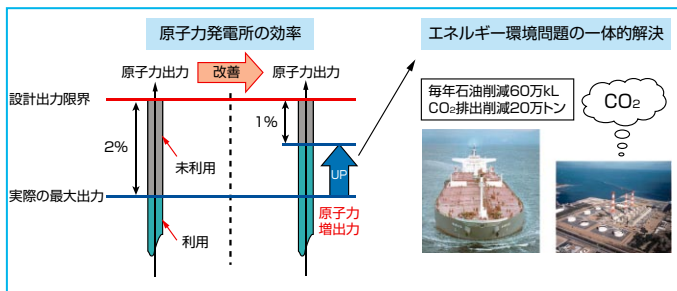 原子力発電所の効率
エネルギー環境問題の一体的解決
原子力出力
改善
原子力出力
毎年石油削減60万kL
CO₂排出削減20万トン
CO₂
設計出力限界
1%
2%
未利用
UP
実際の最大出力
原子力
増出力
利用